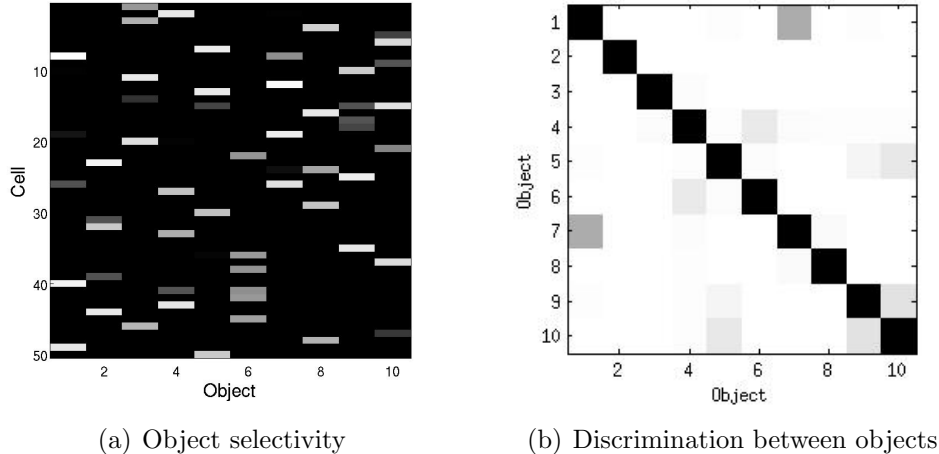 10
20
30
40
50
Cell
2 4 6 8 10
Object
1
2
3
4
5
6
7
8
9
10
Object
2 4 6 8 10
Object
(a) Object selectivity
(b) Discrimination between objects